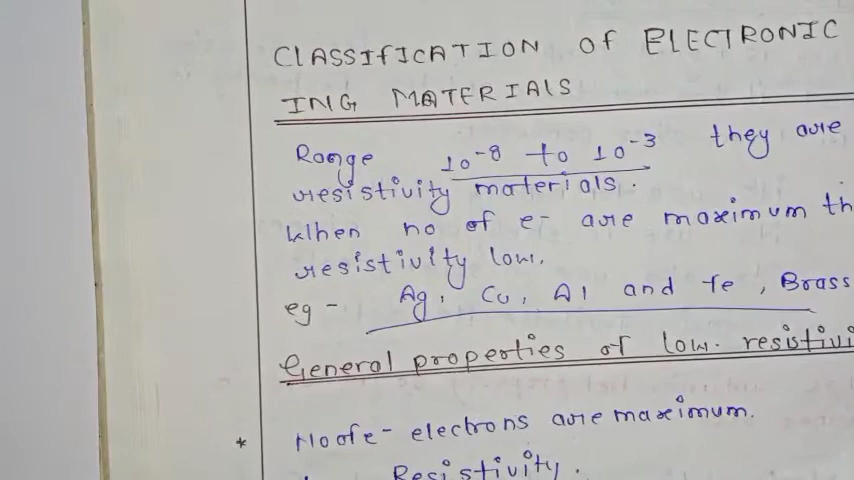 CLASSIFICATION OF ELECTRONIC
ING MATERIALS
Range 10-8 to 10-3 they are
resistivity materials.
When no of e- are maximum th
resistivity low.
eg - Ag, Cu, Al and Fe, Brass
General properties of low. resistivi
* No of e- electrons are maximum.
Resistivity.